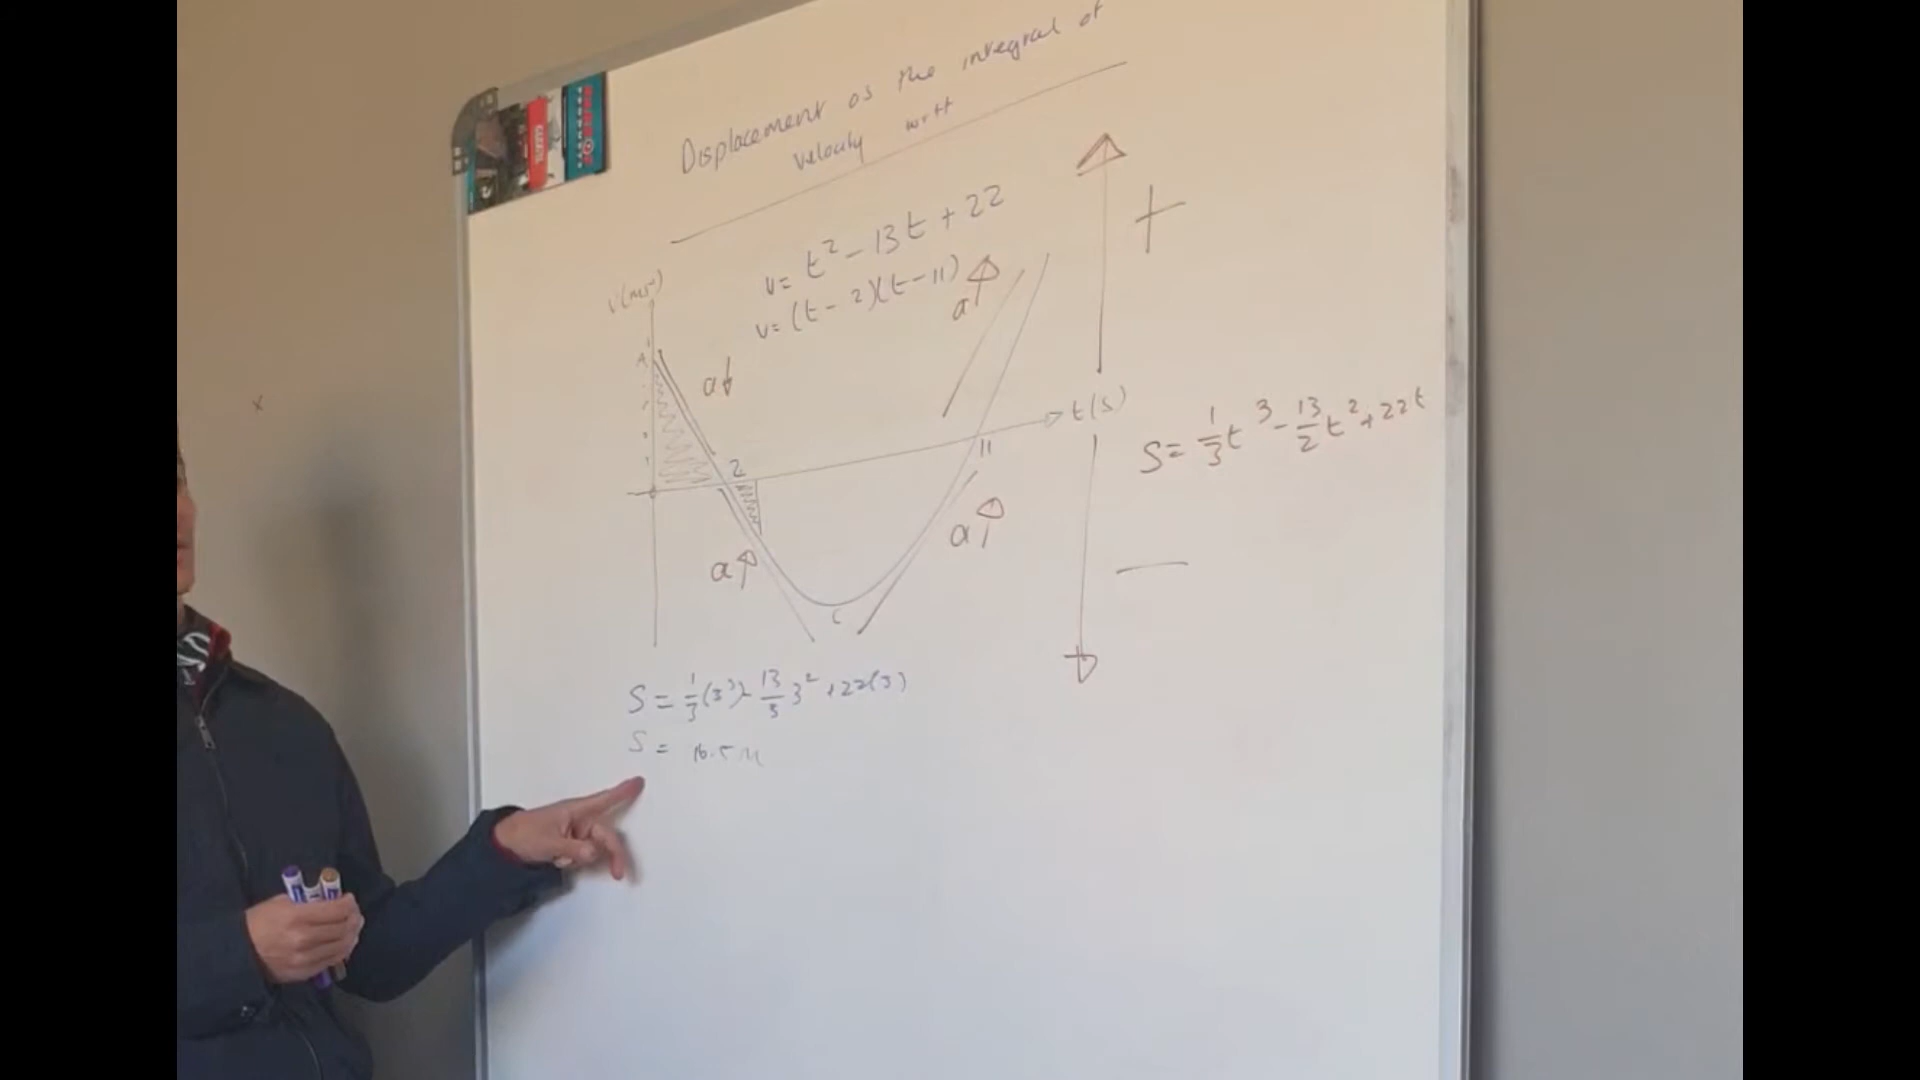 Displacement as the integral of
velocity wrtt
v= t² – 13t + 22
v= (t – 2)(t – 11)
a
a
2
t(s)
11
S= 1/3 t³ – 13/2 t² + 22t
a
a
C
S = 1/3 (3³) – 13/3 3² + 22(3)
S = 16.5 M